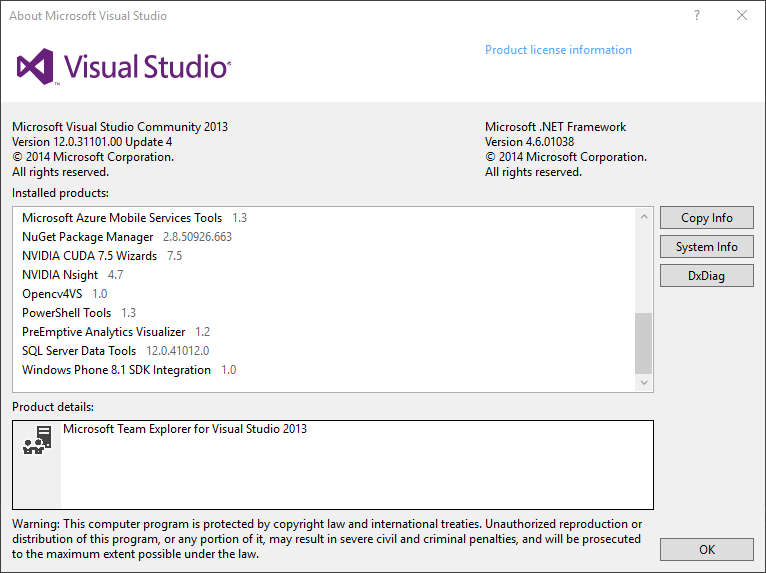 About Microsoft Visual Studio
?
Visual Studio
Product license information
Microsoft Visual Studio Community 2013
Version 12.0.31101.00 Update 4
© 2014 Microsoft Corporation.
All rights reserved.
Microsoft .NET Framework
Version 4.6.01038
© 2014 Microsoft Corporation.
All rights reserved.
Installed products:
Microsoft Azure Mobile Services Tools 1.3
NuGet Package Manager 2.8.50926.663
NVIDIA CUDA 7.5 Wizards 7.5
NVIDIA Nsight 4.7
Opencv4VS 1.0
PowerShell Tools 1.3
PreEmptive Analytics Visualizer 1.2
SQL Server Data Tools 12.0.41012.0
Windows Phone 8.1 SDK Integration 1.0
Copy Info
System Info
DxDiag
Product details:
Microsoft Team Explorer for Visual Studio 2013
Warning: This computer program is protected by copyright law and international treaties. Unauthorized reproduction or
distribution of this program, or any portion of it, may result in severe civil and criminal penalties, and will be prosecuted
to the maximum extent possible under the law.
OK